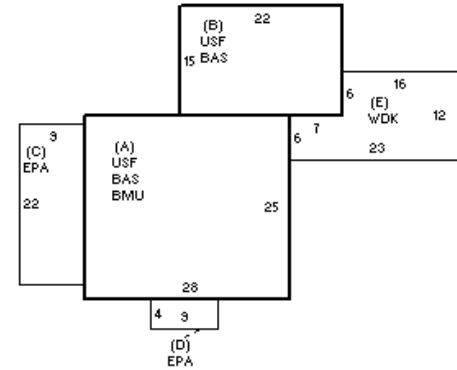 22
(B)
USF
BAS
15
16
6
(E)
WDK
12
7
6
23
9
(C)
EPA
22
(A)
USF
BAS
BMU
25
28
4
9
(D)
EPA